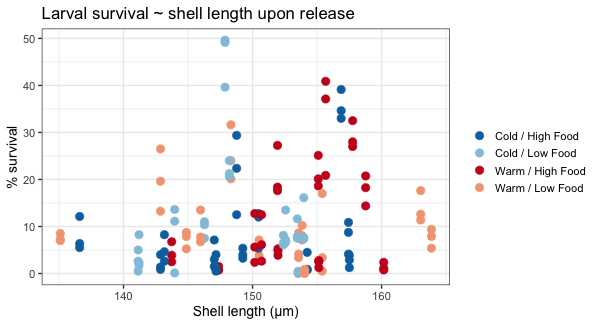 Larval survival ~ shell length upon release
50
40
30
20
10
0
% survival
140
150
160
Shell length (µm)
Cold / High Food
Cold / Low Food
Warm / High Food
Warm / Low Food